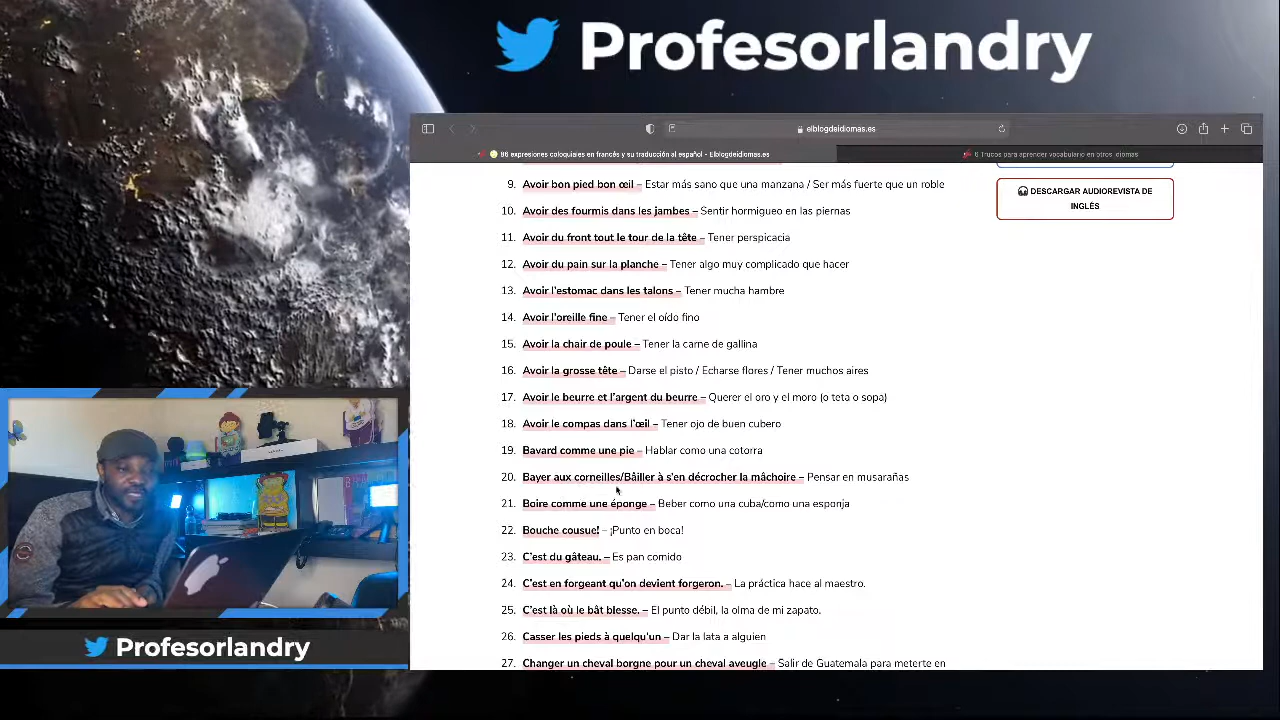 Profesorlandry
elblogdeidiomas.es
86 expresiones coloquiales en francés y su traducción al español - Elblogdeidiomas.es
6 Trucos para aprender vocabulario en otros idiomas
9. Avoir bon pied bon œil – Estar más sano que una manzana / Ser más fuerte que un roble
🎧 DESCARGAR AUDIOREVISTA DE
INGLÉS
10. Avoir des fourmis dans les jambes – Sentir hormigueo en las piernas
11. Avoir du front tout le tour de la tête – Tener perspicacia
12. Avoir du pain sur la planche – Tener algo muy complicado que hacer
13. Avoir l'estomac dans les talons – Tener mucha hambre
14. Avoir l'oreille fine – Tener el oído fino
15. Avoir la chair de poule – Tener la carne de gallina
16. Avoir la grosse tête – Darse el pisto / Echarse flores / Tener muchos aires
17. Avoir le beurre et l'argent du beurre – Querer el oro y el moro (o teta o sopa)
18. Avoir le compas dans l'œil – Tener ojo de buen cubero
19. Bavard comme une pie – Hablar como una cotorra
20. Bayer aux corneilles/Bâiller à s'en décrocher la mâchoire – Pensar en musarañas
21. Boire comme une éponge – Beber como una cuba/como una esponja
22. Bouche cousue! – ¡Punto en boca!
23. C'est du gâteau. – Es pan comido
24. C'est en forgeant qu'on devient forgeron. – La práctica hace al maestro.
25. C'est là où le bât blesse. – El punto débil, la olma de mi zapato.
26. Casser les pieds à quelqu'un – Dar la lata a alguien
27. Changer un cheval borgne pour un cheval aveugle – Salir de Guatemala para meterte en
Profesorlandry